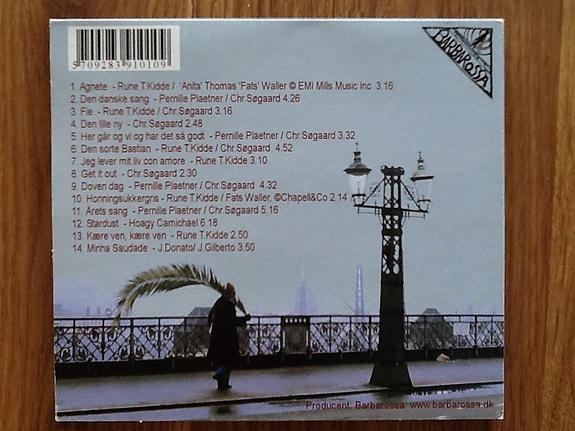 5709283910109
BARBAROSSA
1. Agnete - Rune T.Kidde / 'Anita' Thomas 'Fats' Waller © EMI Mills Music Inc 3.16
2. Den danske sang - Pernille Plaetner / Chr.Søgaard 4.26
3. Fie - Rune T.Kidde / Chr.Søgaard 3.16
4. Den lille ny - Chr.Søgaard 2.48
5. Her går og vi og har det så godt - Pernille Plaetner / Chr.Søgaard 3.32
6. Den sorte Bastian - Rune T.Kidde / Chr.Søgaard 4.52
7. Jeg lever mit liv con amore - Rune T.Kidde 3.10
8. Get it out - Chr.Søgaard 2.30
9. Doven dag - Pernille Plaetner / Chr.Søgaard 4.32
10 Honningsukkergris - Rune T.Kidde / Fats Waller, ©Chapell&Co 2.14
11. Årets sang - Pernille Plaetner / Chr.Søgaard 5.16
12 Stardust - Hoagy Camichael 6.18
13. Kære ven, kære ven - Rune T.Kidde 2.50
14. Minha Saudade - J.Donato/ J.Gilberto 3.50
Producent: Barbarossa www.barbarossa.dk